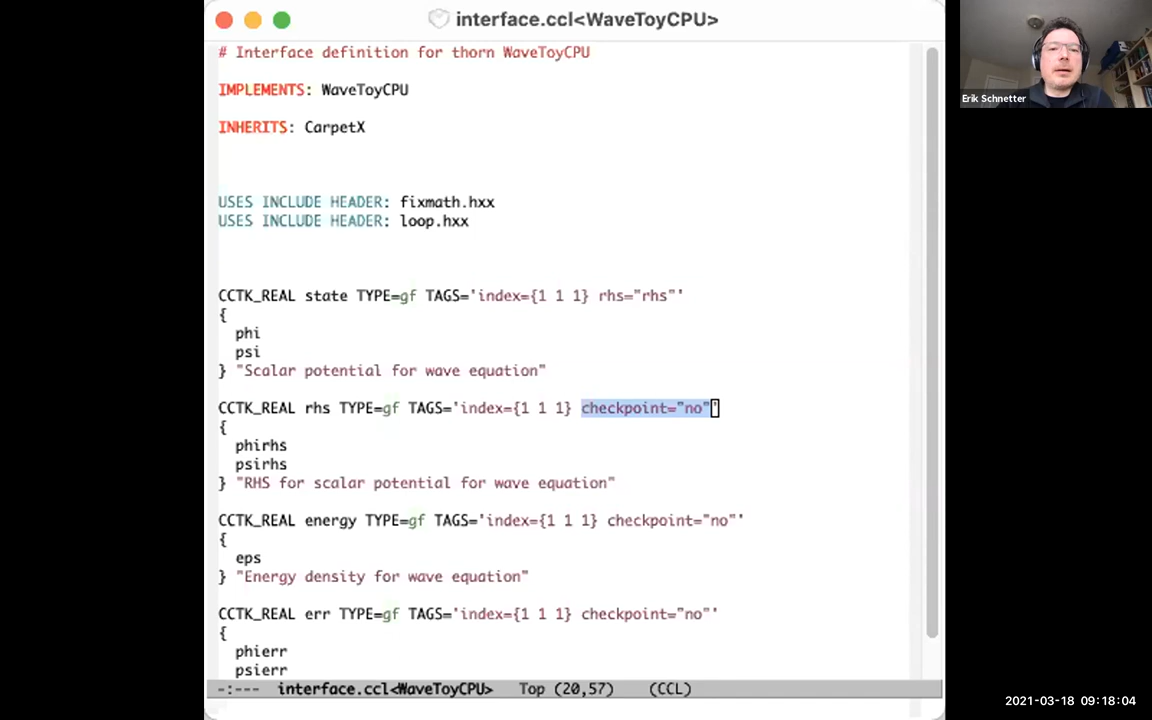 interface.ccl<WaveToyCPU>
# Interface definition for thorn WaveToyCPU
IMPLEMENTS: WaveToyCPU
INHERITS: CarpetX
USES INCLUDE HEADER: fixmath.hxx
USES INCLUDE HEADER: loop.hxx
CCTK_REAL state TYPE=gf TAGS='index={1 1 1} rhs="rhs"'
{
phi
psi
} "Scalar potential for wave equation"
CCTK_REAL rhs TYPE=gf TAGS='index={1 1 1} checkpoint="no"'
{
phirhs
psirhs
} "RHS for scalar potential for wave equation"
CCTK_REAL energy TYPE=gf TAGS='index={1 1 1} checkpoint="no"'
{
eps
} "Energy density for wave equation"
CCTK_REAL err TYPE=gf TAGS='index={1 1 1} checkpoint="no"'
{
phierr
psierr
-:--- interface.ccl<WaveToyCPU> Top (20,57) (CCL)
Erik Schnetter
2021-03-18 09:18:04